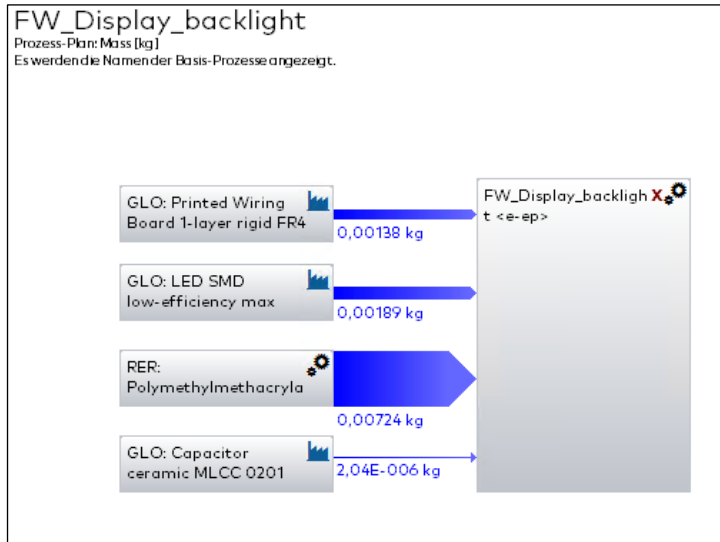 FW_Display_backlight
Prozess-Plan: Mass [kg]
Es werden die Namen der Basis-Prozesse angezeigt.
GLO: Printed Wiring
Board 1-layer rigid FR4
0,00138 kg
GLO: LED SMD
low-efficiency max
0,00189 kg
RER:
Polymethylmethacryla
0,00724 kg
GLO: Capacitor
ceramic MLCC 0201
2,04E-006 kg
FW_Display_backligh X
t <e-ep>